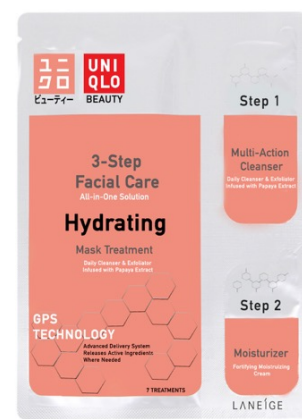 ユニ
クロ
ビューティー
UNI
QLO
BEAUTY
3-Step
Facial Care
All-in-One Solution
Hydrating
Mask Treatment
Daily Cleanser & Exfoliator
Infused with Papaya Extract
GPS
TECHNOLOGY
Advanced Delivery System
Releases Active Ingredienin
Where Needed
7 TREATMENTS
Step 1
Multi-Action
Cleanser
Daily Cleanser & Exfoliator
Infused with Papaya Extract
Step 2
Moisturizer
Fortifying Moisturizing
Cream
LANEIGE